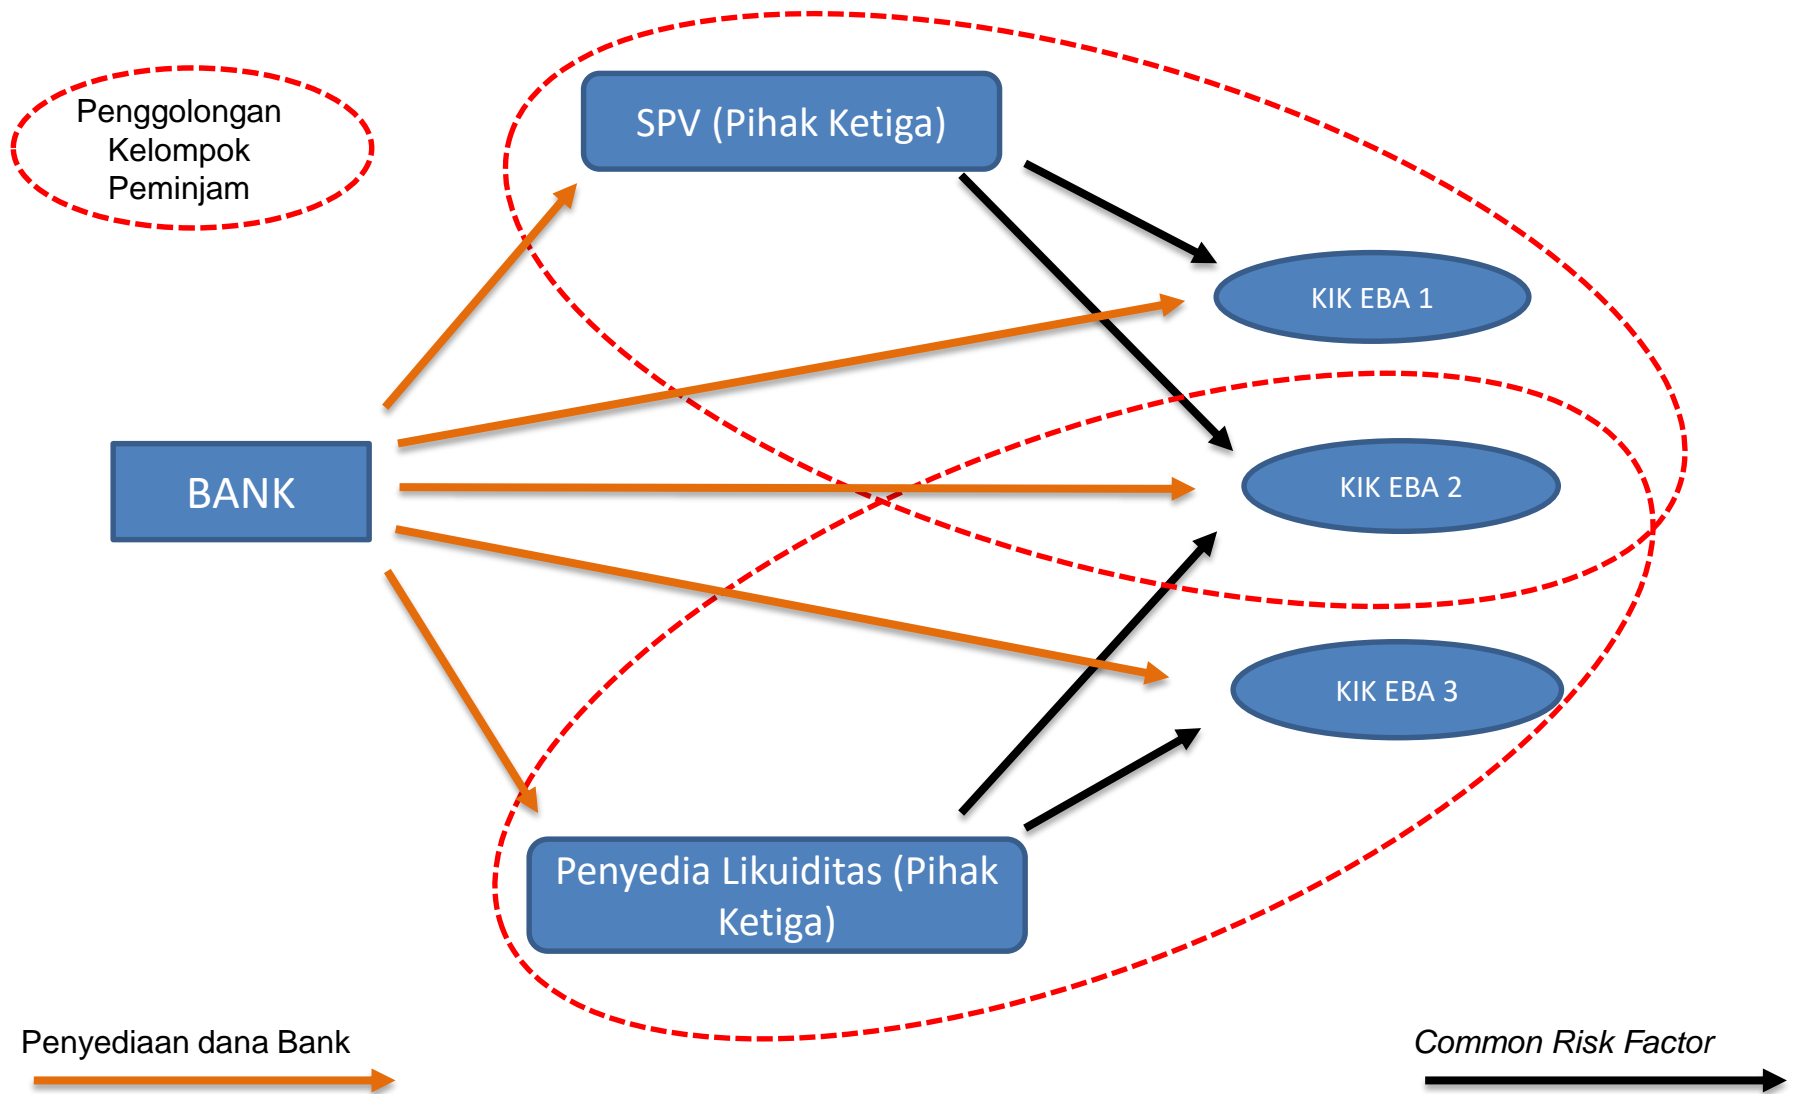 Penggolongan
Kelompok
Peminjam
SPV (Pihak Ketiga)
KIK EBA 1
BANK
KIK EBA 2
KIK EBA 3
Penyedia Likuiditas (Pihak
Ketiga)
Penyediaan dana Bank
Common Risk Factor